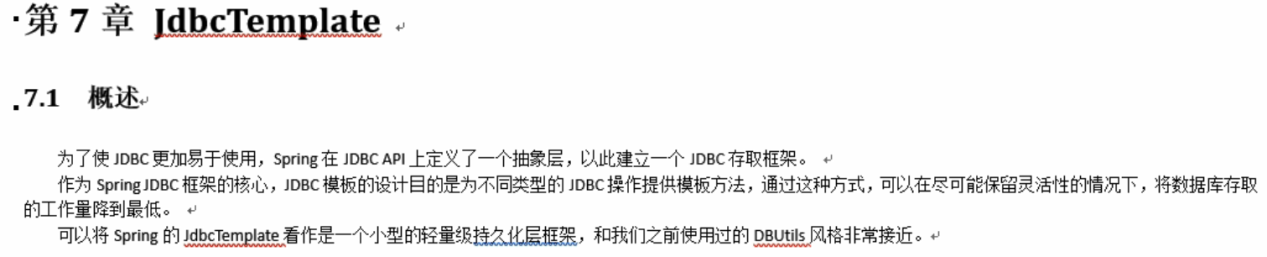 第 7 章 JdbcTemplate
7.1 概述
为了使 JDBC 更加易于使用，Spring 在 JDBC API 上定义了一个抽象层，以此建立一个 JDBC 存取框架。
作为 Spring JDBC 框架的核心，JDBC 模板的设计目的是为不同类型的 JDBC 操作提供模板方法，通过这种方式，可以在尽可能保留灵活性的情况下，将数据库存取
的工作量降到最低。
可以将 Spring 的 JdbcTemplate 看作是一个小型的轻量级持久化层框架，和我们之前使用过的 DBUtils 风格非常接近。